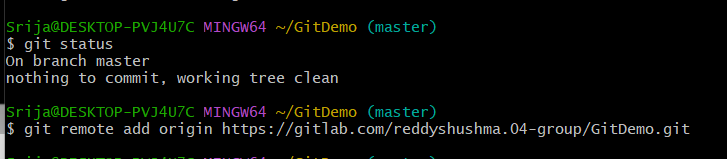 Srija@DESKTOP-PVJ4U7C MINGW64 ~/GitDemo (master)
$ git status
On branch master
nothing to commit, working tree clean
Srija@DESKTOP-PVJ4U7C MINGW64 ~/GitDemo (master)
$ git remote add origin https://gitlab.com/reddyshushma.04-group/GitDemo.git